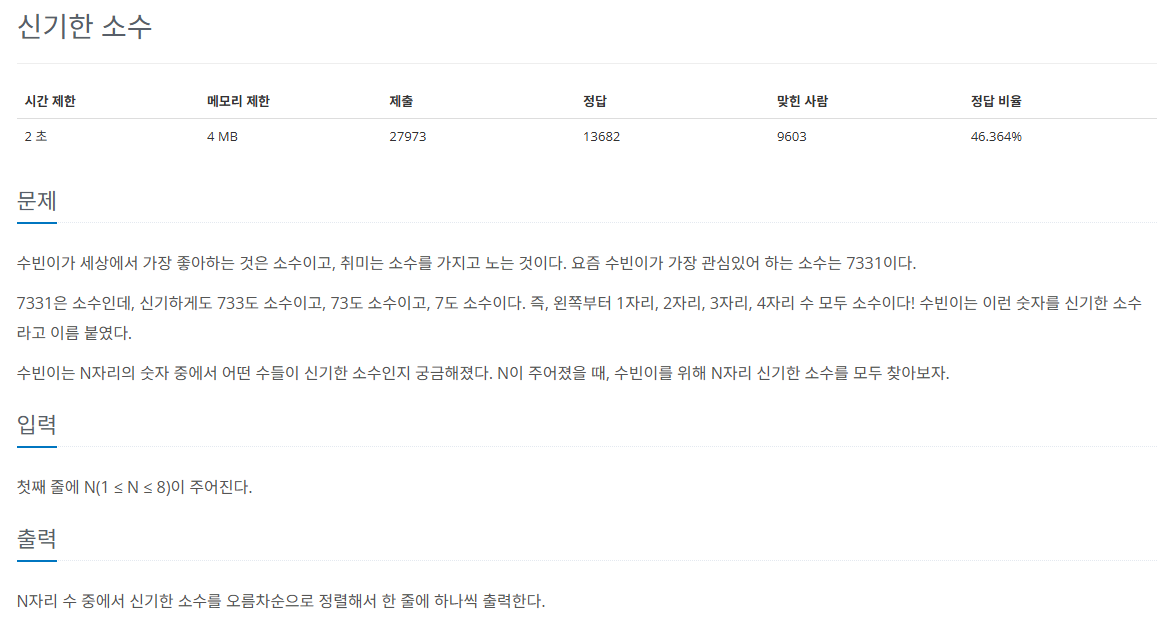 신기한 소수
시간 제한 메모리 제한 제출 정답 맞힌 사람 정답 비율
2 초 4 MB 27973 13682 9603 46.364%
문제
수빈이가 세상에서 가장 좋아하는 것은 소수이고, 취미는 소수를 가지고 노는 것이다. 요즘 수빈이가 가장 관심있어 하는 소수는 7331이다.
7331은 소수인데, 신기하게도 733도 소수이고, 73도 소수이고, 7도 소수이다. 즉, 왼쪽부터 1자리, 2자리, 3자리, 4자리 수 모두 소수이다! 수빈이는 이런 숫자를 신기한 소수
라고 이름 붙였다.
수빈이는 N자리의 숫자 중에서 어떤 수들이 신기한 소수인지 궁금해졌다. N이 주어졌을 때, 수빈이를 위해 N자리 신기한 소수를 모두 찾아보자.
입력
첫째 줄에 N(1 ≤ N ≤ 8)이 주어진다.
출력
N자리 수 중에서 신기한 소수를 오름차순으로 정렬해서 한 줄에 하나씩 출력한다.